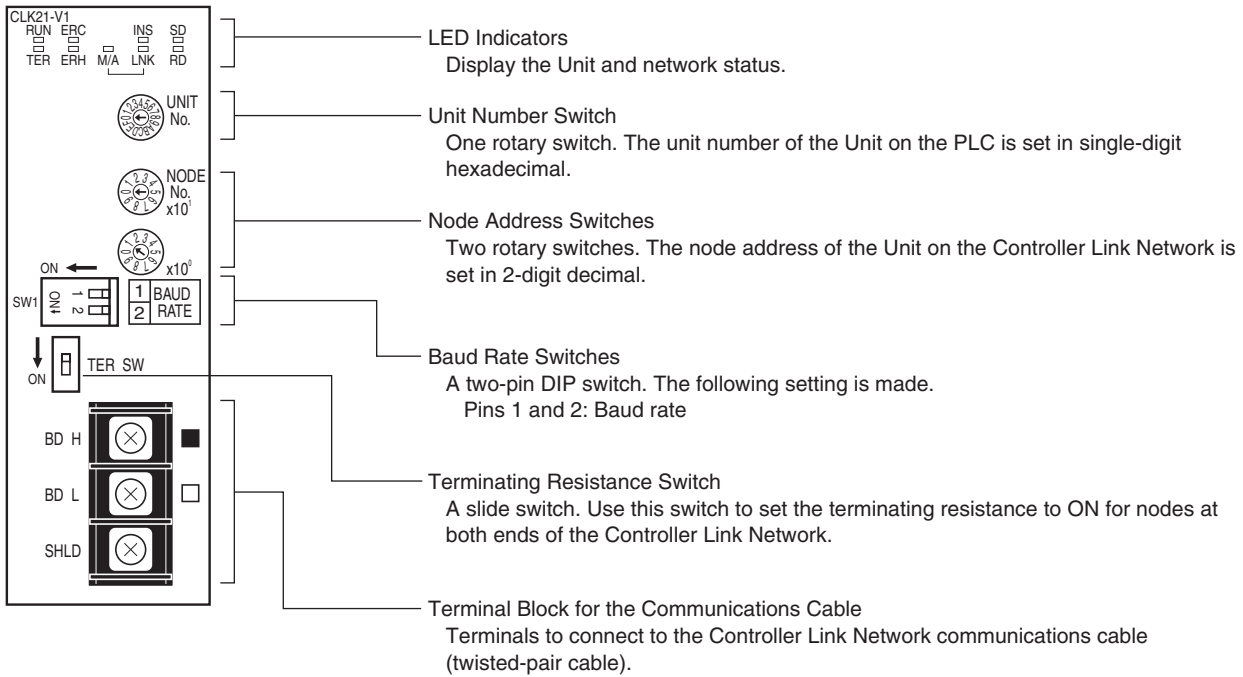 CLK21-V1
RUN ERC INS SD
TER ERH M/A LNK RD
UNIT
No.
NODE
No.
x10¹
x10⁰
ON
SW1
ON
1
2
1 BAUD
2 RATE
TER SW
ON
BD H
BD L
SHLD
LED Indicators
Display the Unit and network status.
Unit Number Switch
One rotary switch. The unit number of the Unit on the PLC is set in single-digit
hexadecimal.
Node Address Switches
Two rotary switches. The node address of the Unit on the Controller Link Network is
set in 2-digit decimal.
Baud Rate Switches
A two-pin DIP switch. The following setting is made.
Pins 1 and 2: Baud rate
Terminating Resistance Switch
A slide switch. Use this switch to set the terminating resistance to ON for nodes at
both ends of the Controller Link Network.
Terminal Block for the Communications Cable
Terminals to connect to the Controller Link Network communications cable
(twisted-pair cable).